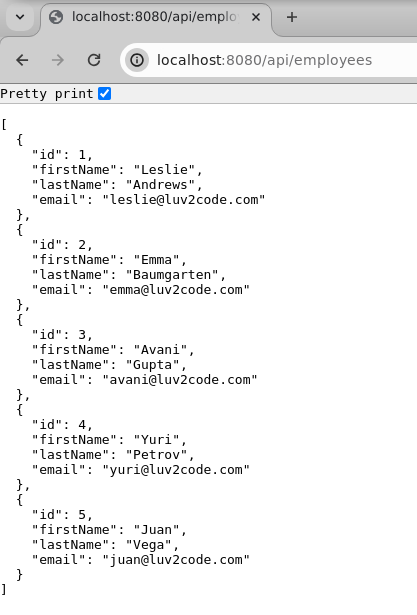 localhost:8080/api/emplo
localhost:8080/api/employees
Pretty print
[
  {
    "id": 1,
    "firstName": "Leslie",
    "lastName": "Andrews",
    "email": "leslie@luv2code.com"
  },
  {
    "id": 2,
    "firstName": "Emma",
    "lastName": "Baumgarten",
    "email": "emma@luv2code.com"
  },
  {
    "id": 3,
    "firstName": "Avani",
    "lastName": "Gupta",
    "email": "avani@luv2code.com"
  },
  {
    "id": 4,
    "firstName": "Yuri",
    "lastName": "Petrov",
    "email": "yuri@luv2code.com"
  },
  {
    "id": 5,
    "firstName": "Juan",
    "lastName": "Vega",
    "email": "juan@luv2code.com"
  }
]